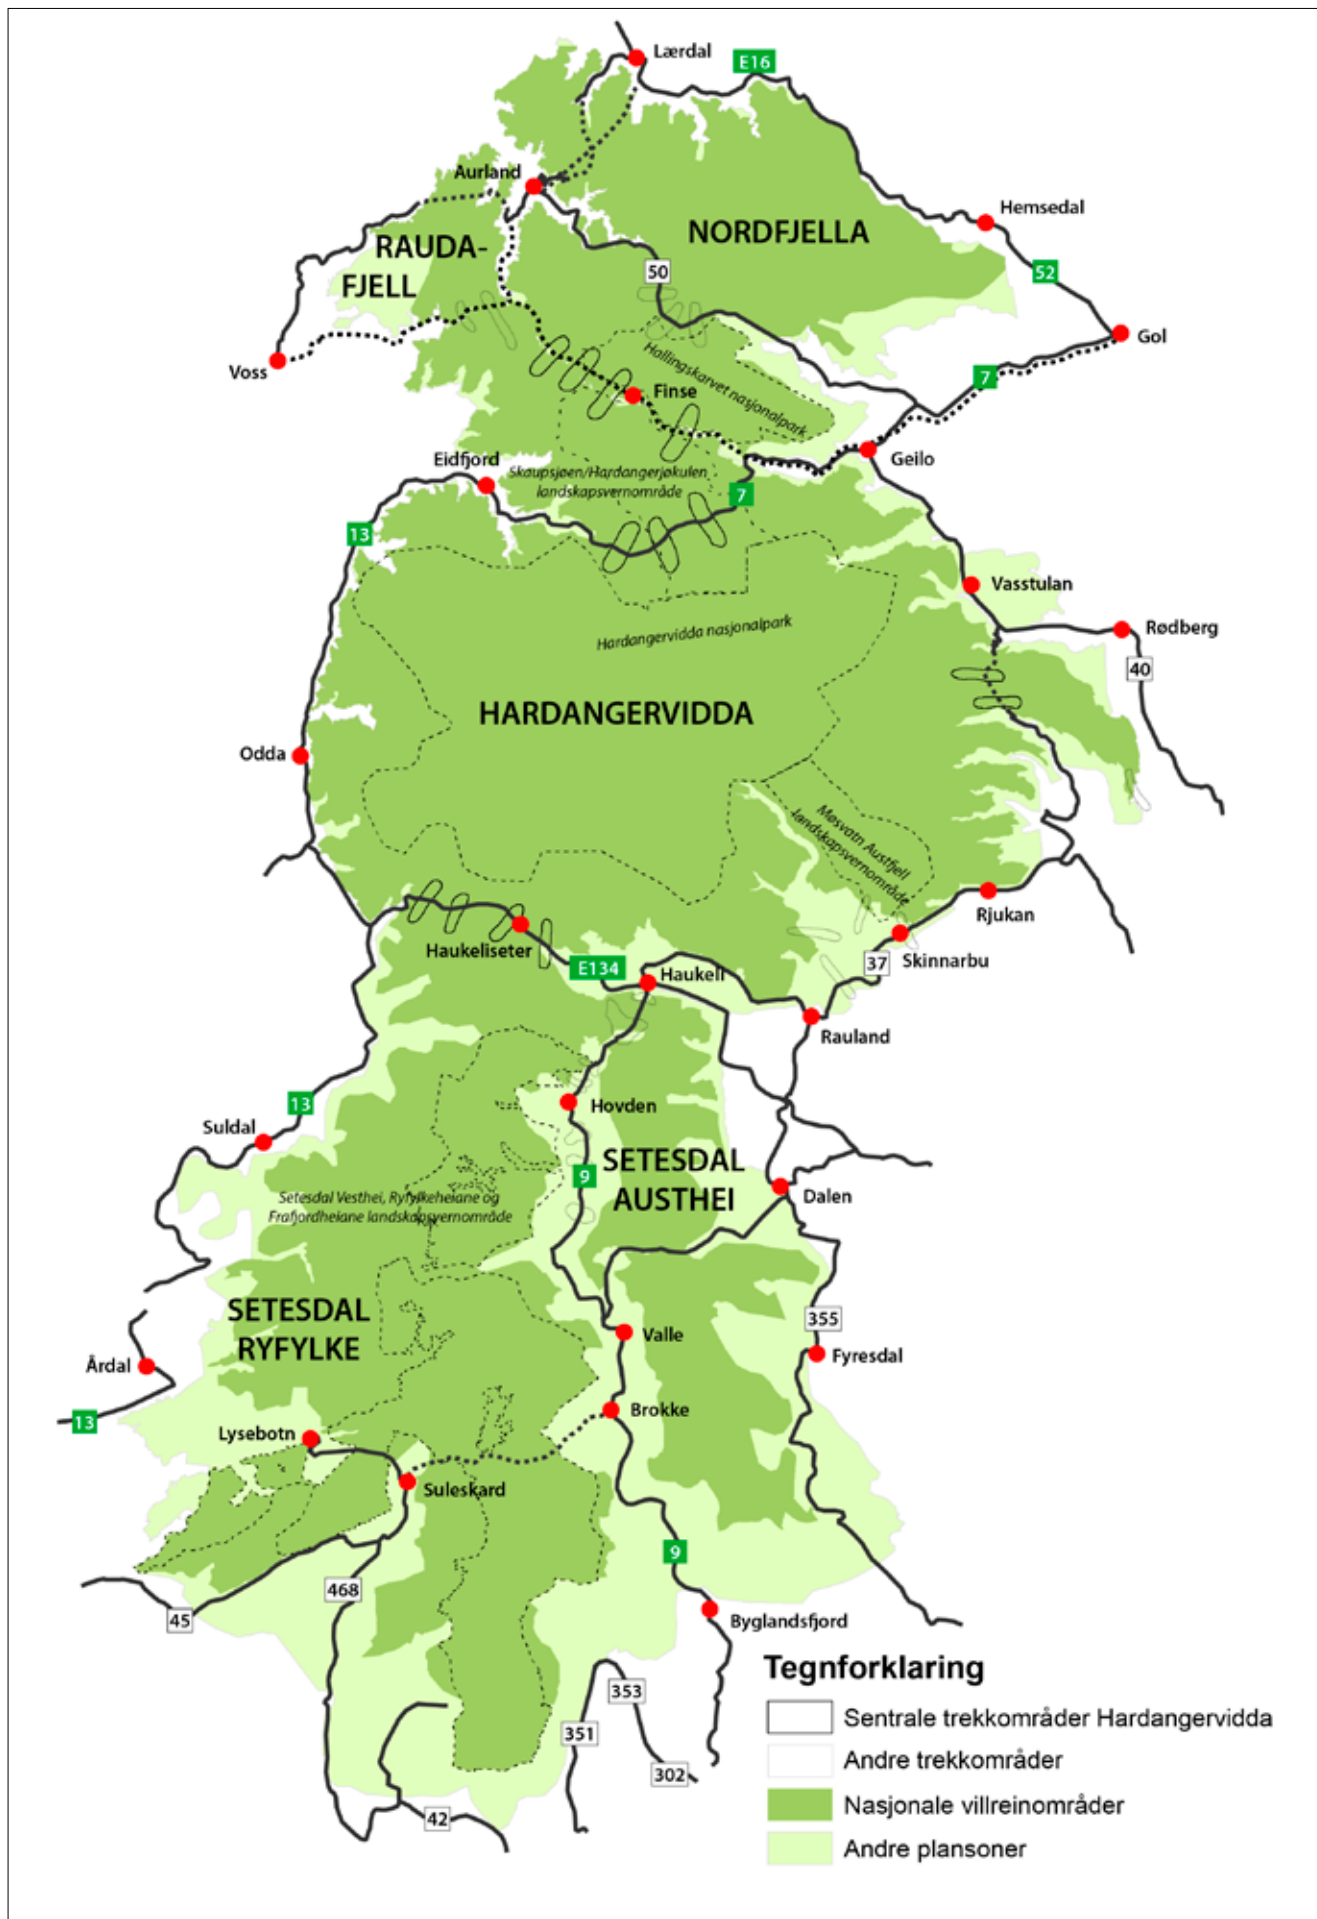 Lærdal
E16
Aurland
Hemsedal
NORDFJELLA
RAUDA-
FJELL
50
52
Gol
Voss
Hallingskarvet nasjonalpark
7
Finse
Geilo
Eidfjord
Skaupsjøen/Hardangerjøkulen
landskapsvernområde
7
13
Vasstulan
Rødberg
Hardangervidda nasjonalpark
40
HARDANGERVIDDA
Odda
Møsvatn Austfjell
landskapsvernområde
Rjukan
Haukeliseter
Skinnarbu
37
E134
Haukeli
Rauland
Hovden
13
Suldal
SETESDAL
AUSTHEI
9
Dalen
Setesdal Vesthei, Ryfylkeheiane og
Frafjordheiane landskapsvernområde
SETESDAL
RYFYLKE
355
Valle
Fyresdal
Årdal
13
Brokke
Lysebotn
Suleskard
9
468
45
Byglandsfjord
353
351
302
42
Tegnforklaring
Sentrale trekkområder Hardangervidda
Andre trekkområder
Nasjonale villreinområder
Andre plansoner